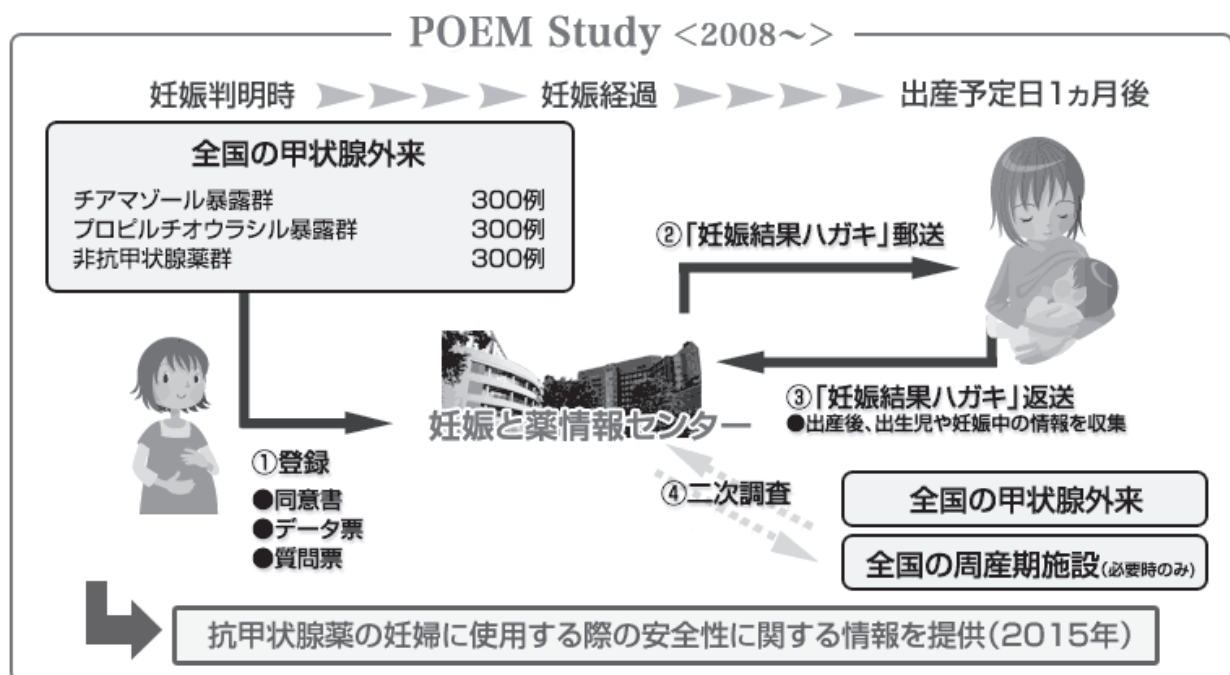 POEM Study <2008～>
妊娠判明時 妊娠経過 出産予定日1ヵ月後
全国の甲状腺外来
チアマゾール暴露群 300例
プロピルチオウラシル暴露群 300例
非抗甲状腺薬群 300例
②「妊娠結果ハガキ」郵送
妊娠と薬情報センター
③「妊娠結果ハガキ」返送
●出産後、出生児や妊娠中の情報を収集
①登録
●同意書
●データ票
●質問票
④二次調査
全国の甲状腺外来
全国の周産期施設(必要時のみ)
抗甲状腺薬の妊婦に使用する際の安全性に関する情報を提供(2015年)